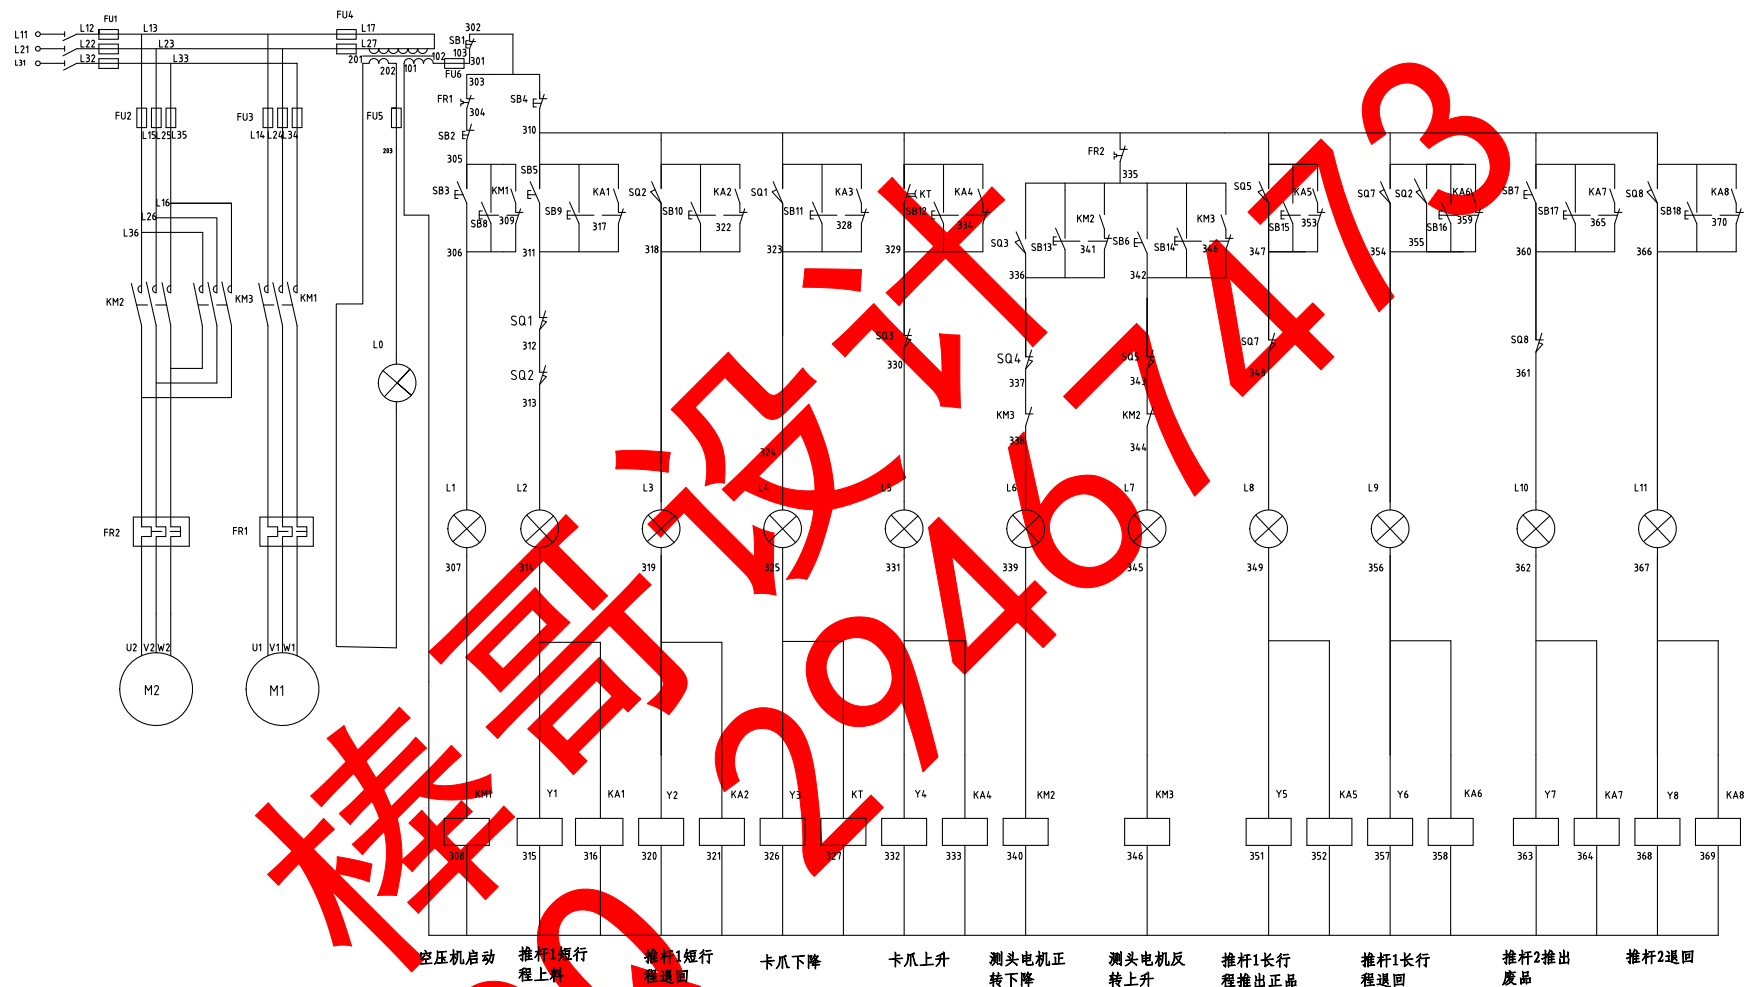 FU1 FU4
L11 L12 L13 L17 302
L21 L22 L23 L27 SB1
L31 L32 L33 201 202 101 102 103 301
FU6
303
FR1 SB4
304
FU2 FU3 FU5 SB2 310
L15 L25 L35 L14 L24 L34
203 305 FR2
335
SB3 KM1 SB5 KA1 SQ2 KA2 SQ1 KA3 KT KA4 SQ5 KA5 SQ7 SQ2 KA6 SB7 KA7 SQ8 KA8
L16 SB8 309 SB9 317 SB10 322 SB11 328 SB12 334 KM2 KM3 SB15 353 SB16 359 SB17 365 SB18 370
L26
L36 SQ3 SB13 341 SB6 SB14 346 355
306 311 318 323 329 336 342 347 354 360 366
KM2 KM3 KM1
SQ1 SQ3 SQ7 SQ8
L0 312 330 SQ4 SQ5 348 361
SQ2 337 343
313 KM3 KM2
324 338 344
L1 L2 L3 L4 L5 L6 L7 L8 L9 L10 L11
FR2 FR1
307 314 319 325 331 339 345 349 356 362 367
U2 V2 W2 U1 V1 W1
M2 M1
KM1 Y1 KA1 Y2 KA2 Y3 KT Y4 KA4 KM2 KM3 Y5 KA5 Y6 KA6 Y7 KA7 Y8 KA8
308 315 316 320 321 326 327 332 333 340 346 351 352 357 358 363 364 368 369
空压机启动
推杆1短行
程上料
推杆1短行
程退回
卡爪下降
卡爪上升
测头电机正
转下降
测头电机反
转上升
推杆1长行
程推出正品
推杆1长行
程退回
推杆2推出
废品
推杆2退回
棒哥设计
2946747473